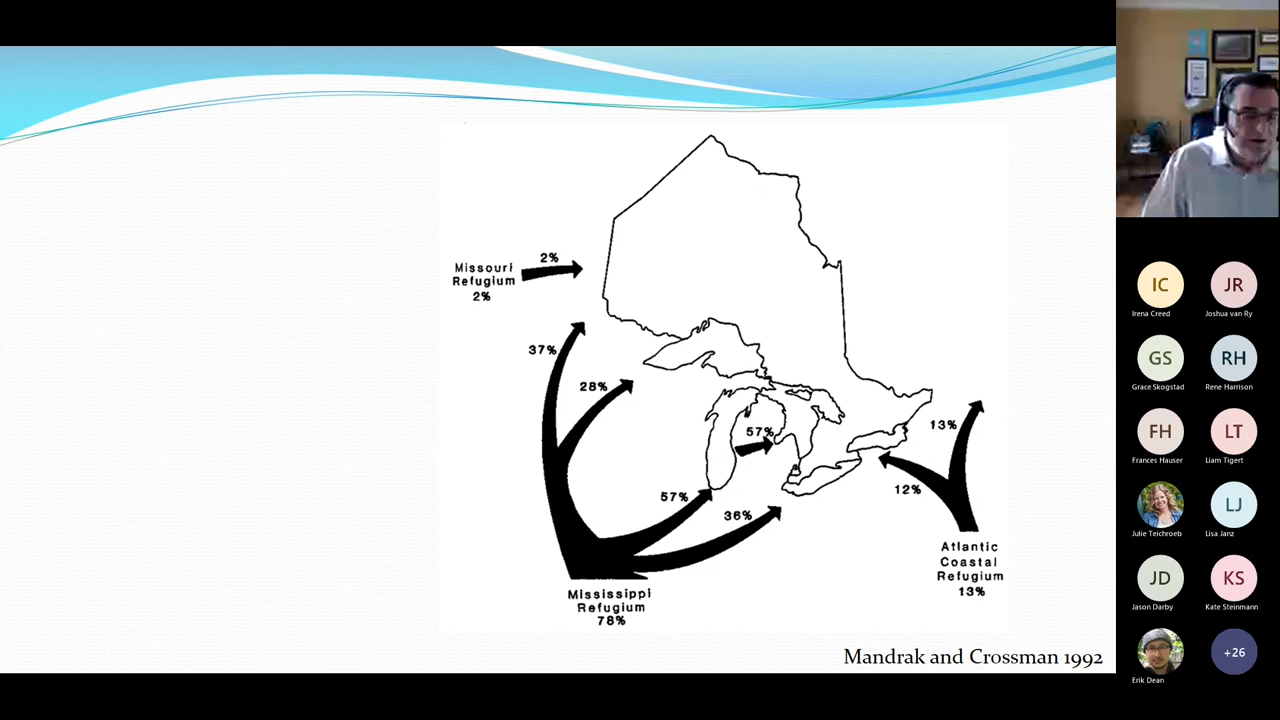 Missouri
Refugium
2%
2%
37%
28%
57%
57%
36%
13%
12%
Atlantic
Coastal
Refugium
13%
Mississippi
Refugium
78%
Mandrak and Crossman 1992
IC
Irena Creed
JR
Joshua van Ry
GS
Grace Skogstad
RH
Rene Harrison
FH
Frances Hauser
LT
Liam Tigert
Julie Teichroeb
LJ
Lisa Janz
JD
Jason Darby
KS
Kate Steinmann
Erik Dean
+26